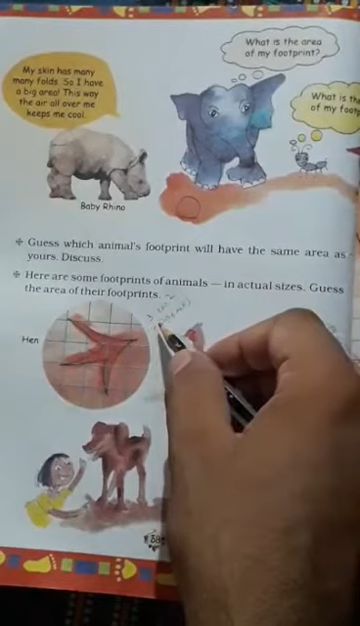 What is the area
of my footprint?
My skin has many
many folds. So I have
a big area! This way
the air all over me
keeps me cool.
What is th
of my foot
Baby Rhino
Guess which animal's footprint will have the same area as
yours. Discuss.
Here are some footprints of animals — in actual sizes. Guess
the area of their footprints.
Hen